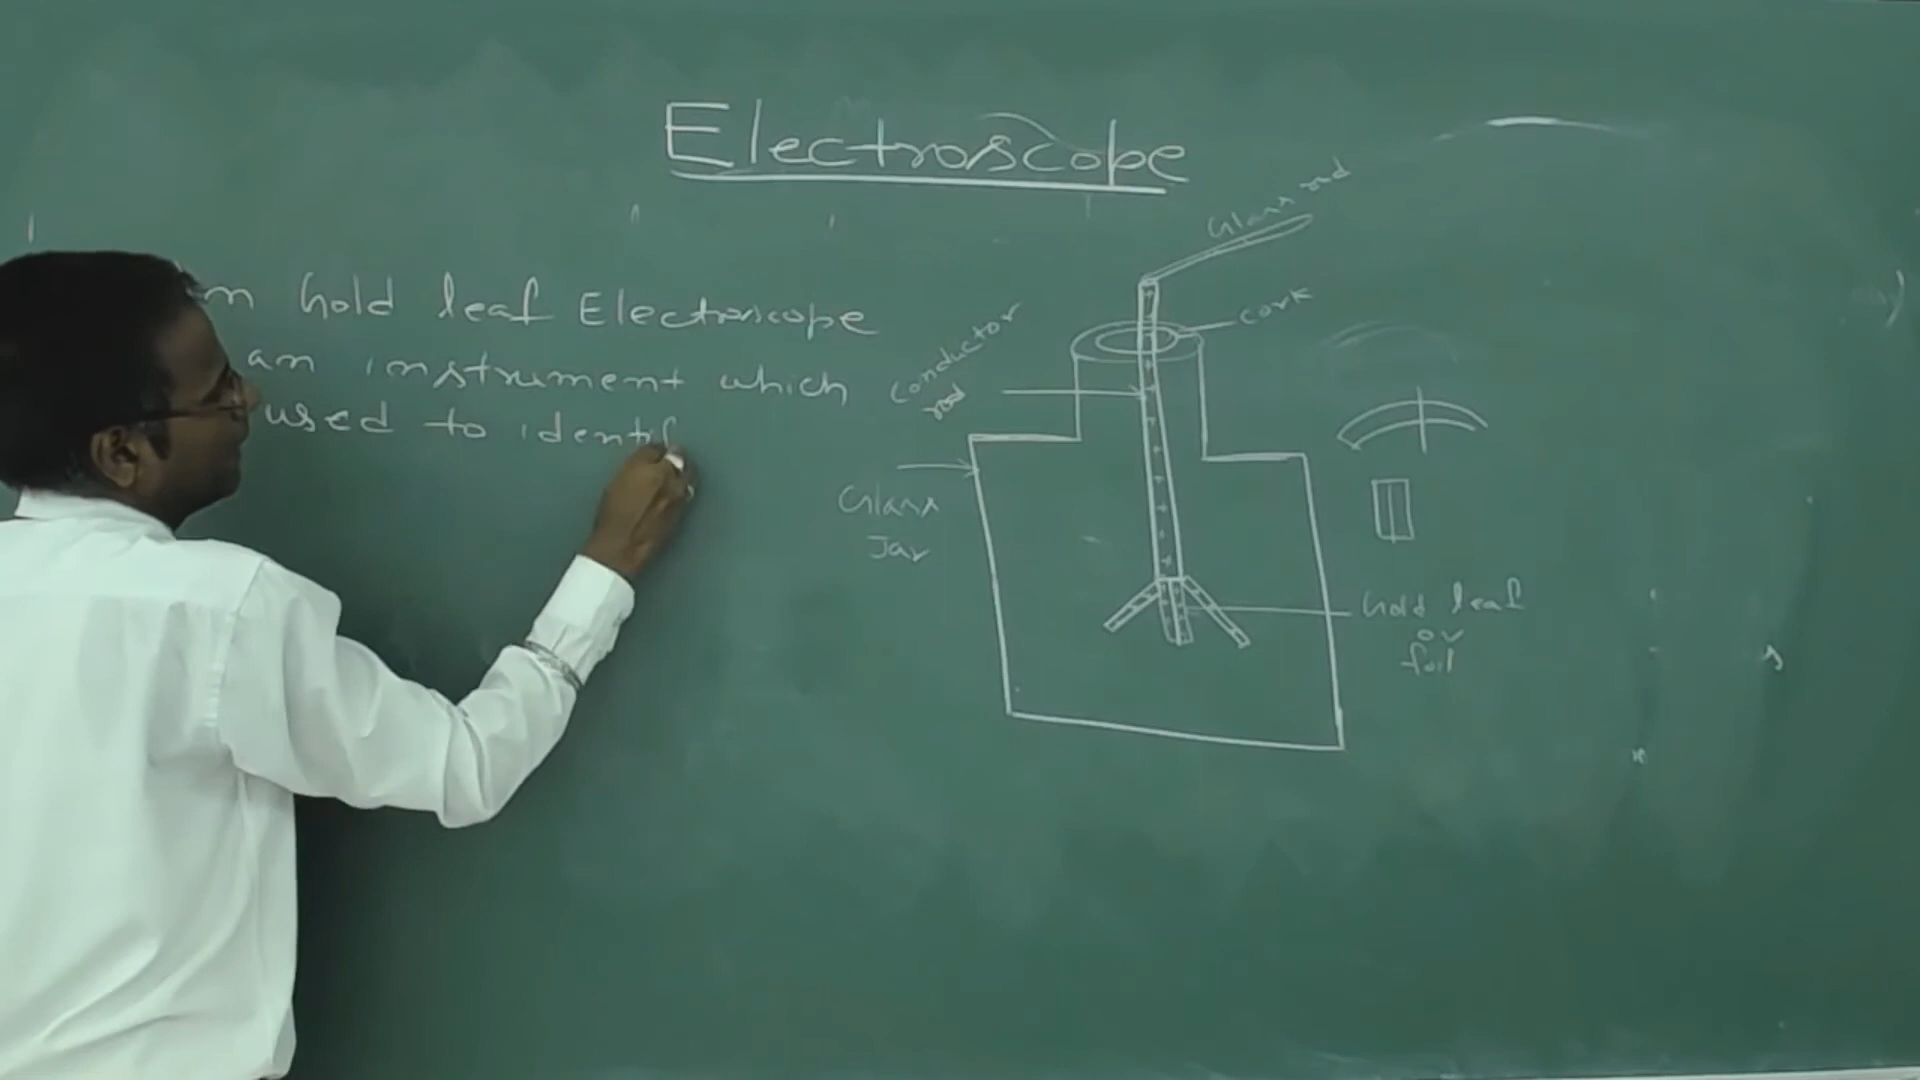 Electroscope
Glass rod
n Gold leaf Electroscope
cork
an instrument which
conductor
rod
used to identif
Glass
Jar
Gold leaf
or
foil